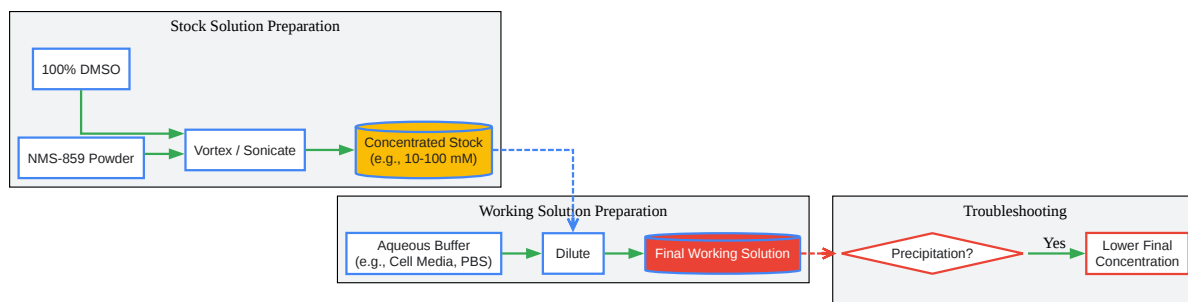 Stock Solution Preparation
100% DMSO
NMS-859 Powder
Vortex / Sonicate
Concentrated Stock
(e.g., 10-100 mM)
Working Solution Preparation
Aqueous Buffer
(e.g., Cell Media, PBS)
Dilute
Final Working Solution
Troubleshooting
Precipitation?
Yes
Lower Final
Concentration